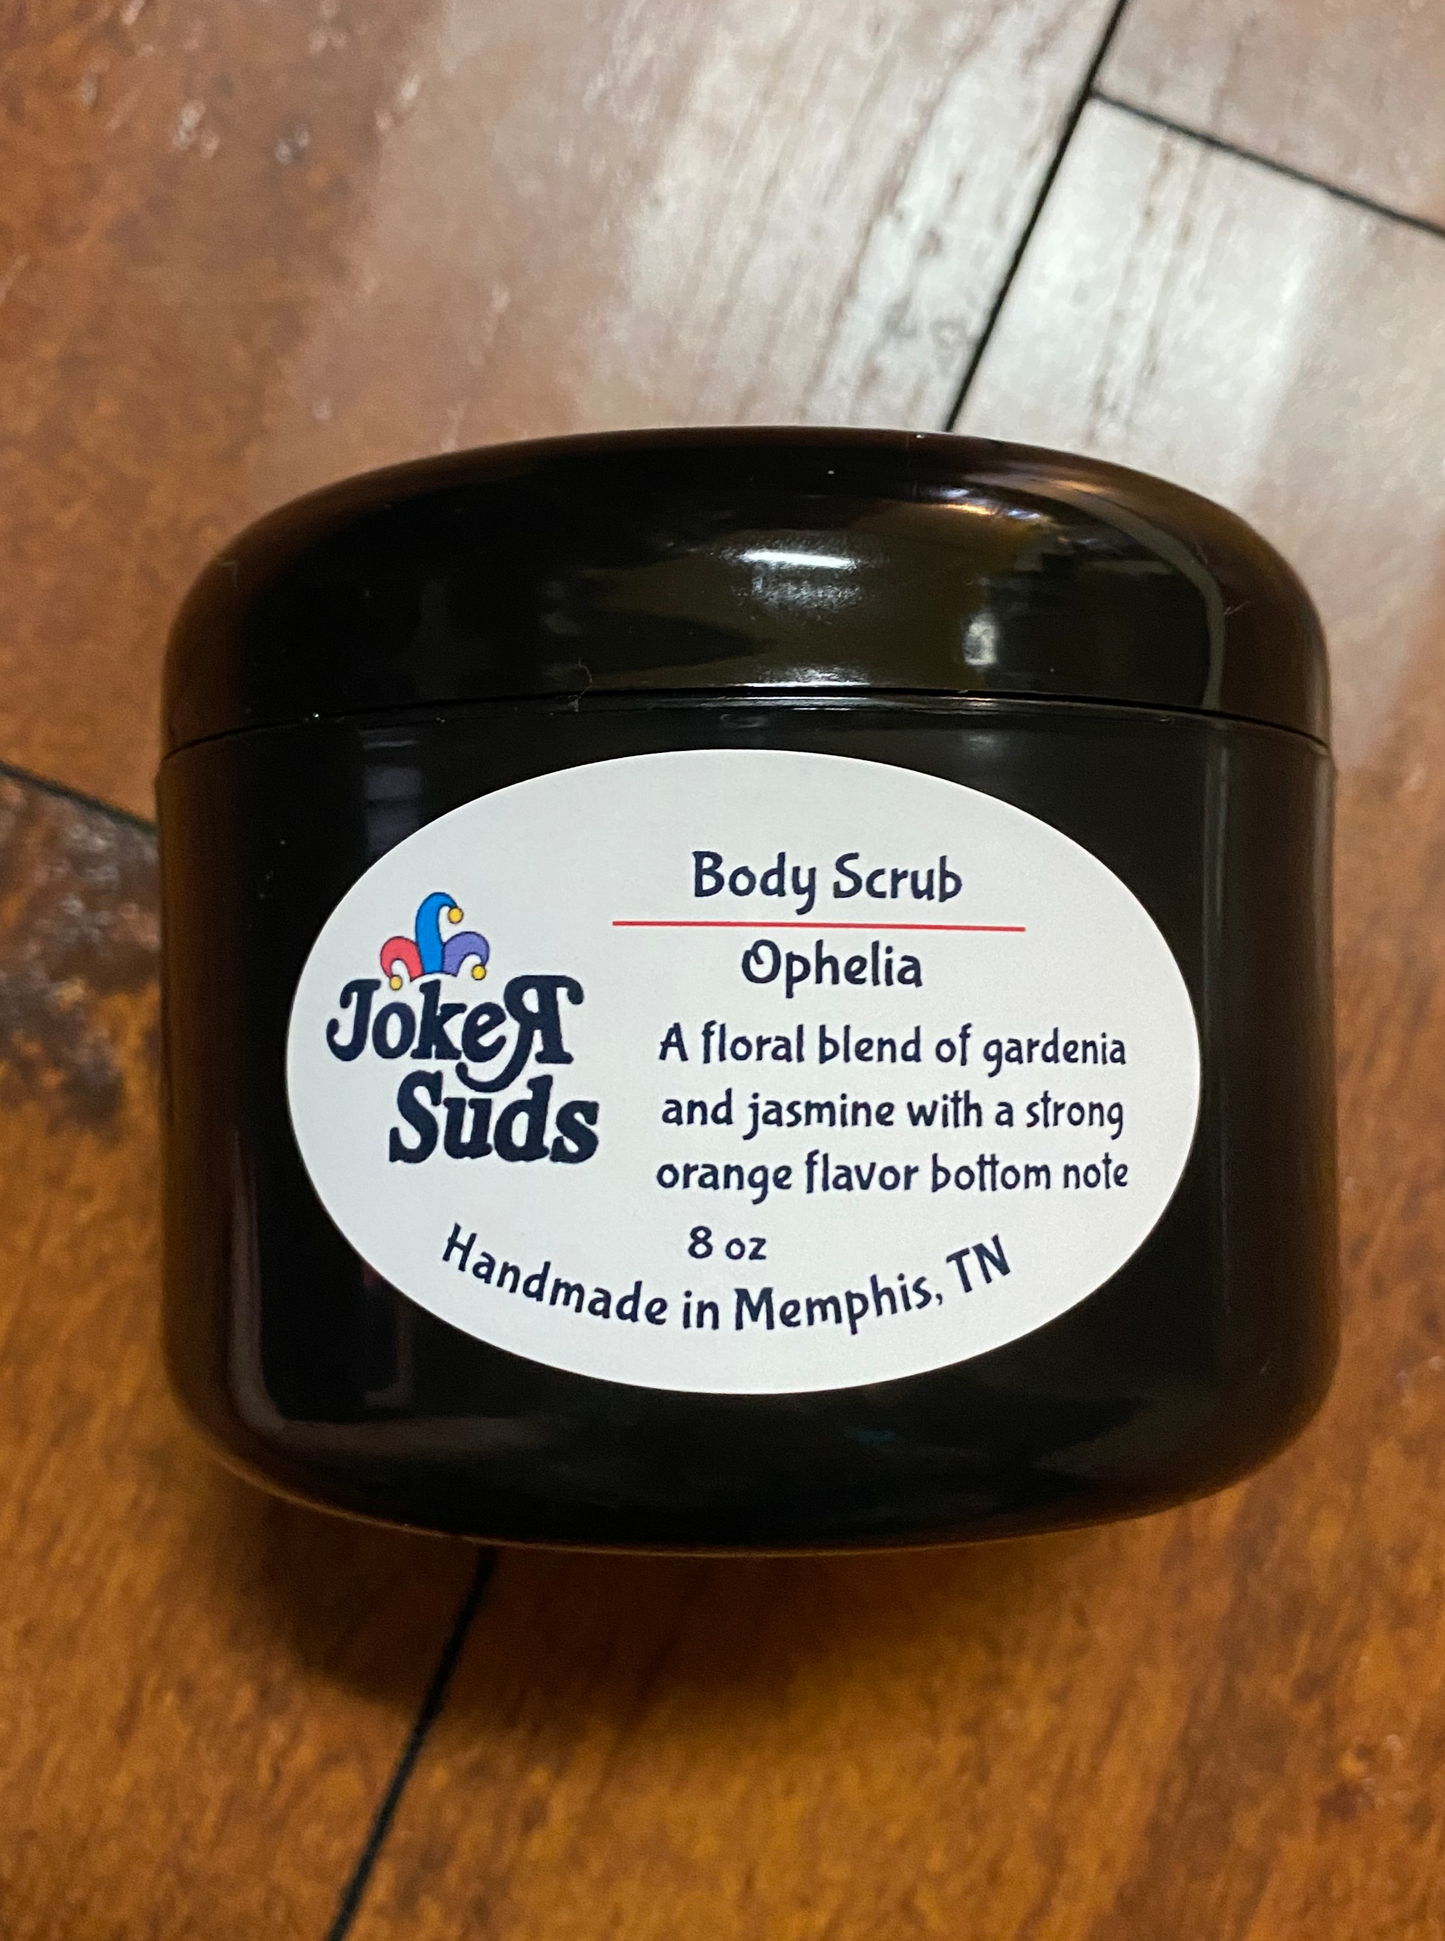 Body Scrub
Ophelia
JokeR
Suds
A floral blend of gardenia
and jasmine with a strong
orange flavor bottom note
8 oz
Handmade in Memphis, TN